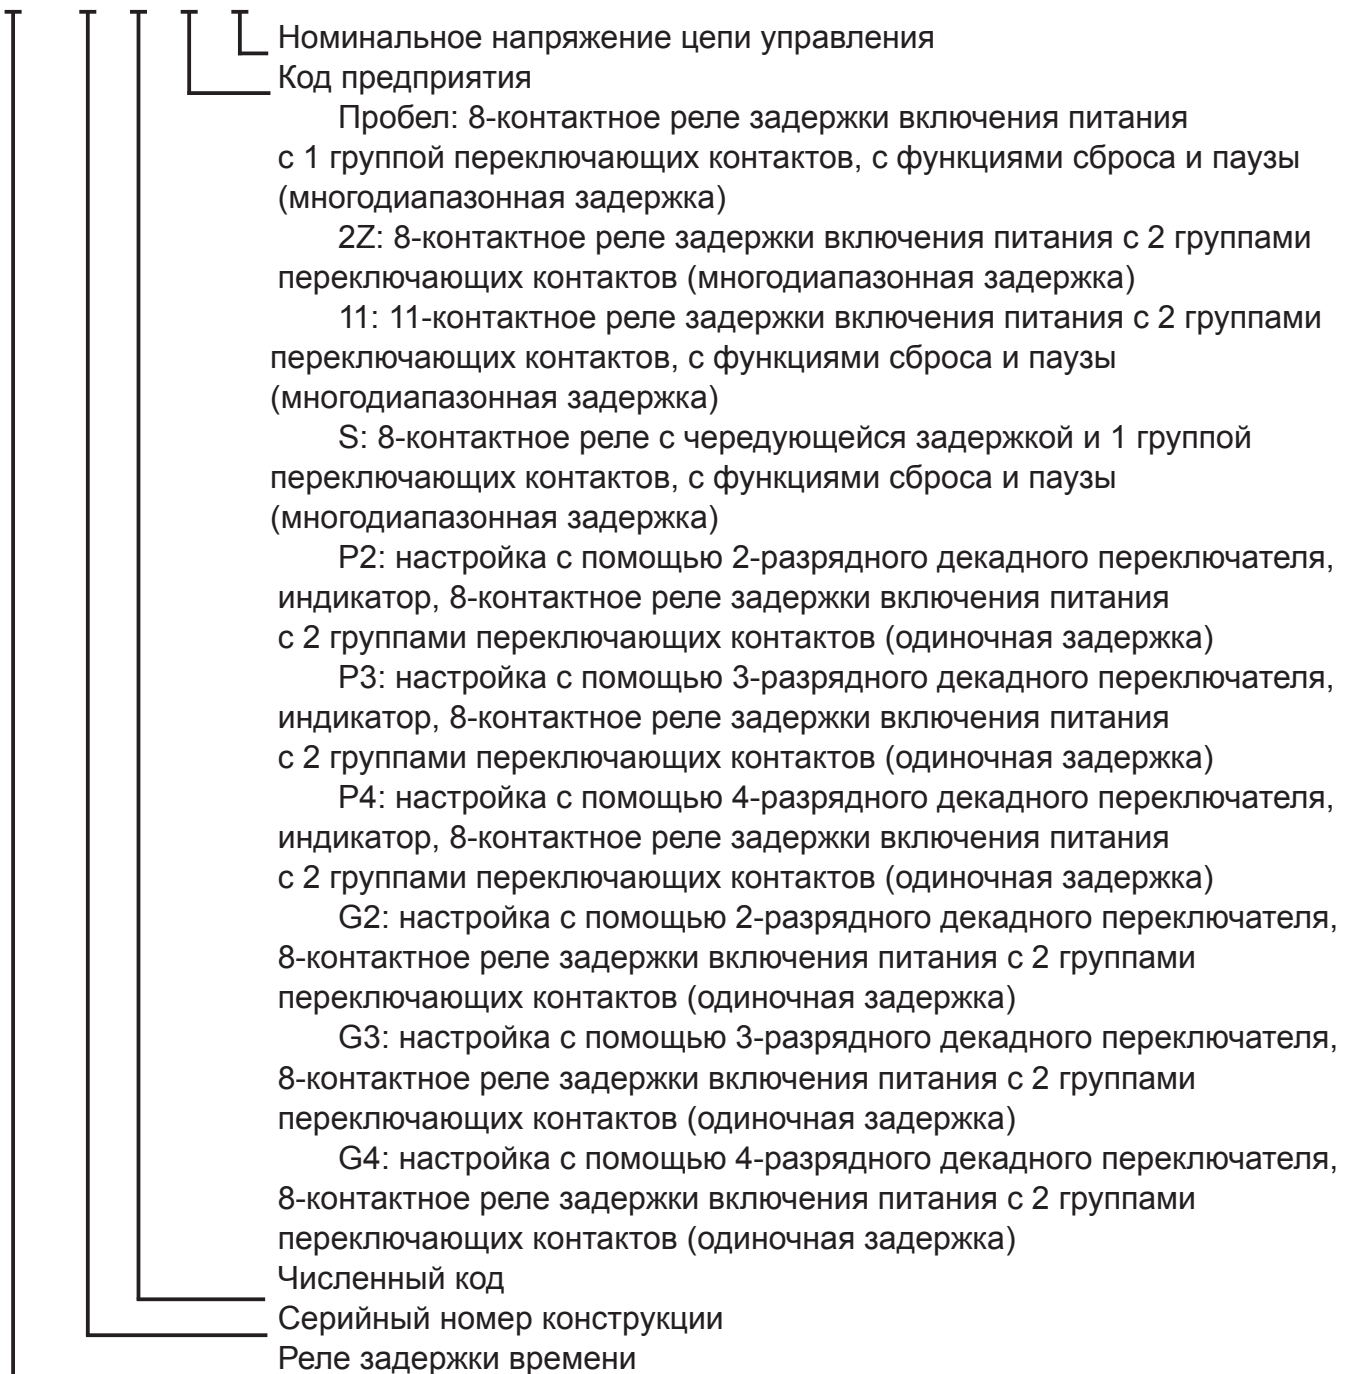 Номинальное напряжение цепи управления
Код предприятия
Пробел: 8-контактное реле задержки включения питания
с 1 группой переключающих контактов, с функциями сброса и паузы
(многодиапазонная задержка)
2Z: 8-контактное реле задержки включения питания с 2 группами
переключающих контактов (многодиапазонная задержка)
11: 11-контактное реле задержки включения питания с 2 группами
переключающих контактов, с функциями сброса и паузы
(многодиапазонная задержка)
S: 8-контактное реле с чередующейся задержкой и 1 группой
переключающих контактов, с функциями сброса и паузы
(многодиапазонная задержка)
P2: настройка с помощью 2-разрядного декадного переключателя,
индикатор, 8-контактное реле задержки включения питания
с 2 группами переключающих контактов (одиночная задержка)
P3: настройка с помощью 3-разрядного декадного переключателя,
индикатор, 8-контактное реле задержки включения питания
с 2 группами переключающих контактов (одиночная задержка)
P4: настройка с помощью 4-разрядного декадного переключателя,
индикатор, 8-контактное реле задержки включения питания
с 2 группами переключающих контактов (одиночная задержка)
G2: настройка с помощью 2-разрядного декадного переключателя,
8-контактное реле задержки включения питания с 2 группами
переключающих контактов (одиночная задержка)
G3: настройка с помощью 3-разрядного декадного переключателя,
8-контактное реле задержки включения питания с 2 группами
переключающих контактов (одиночная задержка)
G4: настройка с помощью 4-разрядного декадного переключателя,
8-контактное реле задержки включения питания с 2 группами
переключающих контактов (одиночная задержка)
Численный код
Серийный номер конструкции
Реле задержки времени